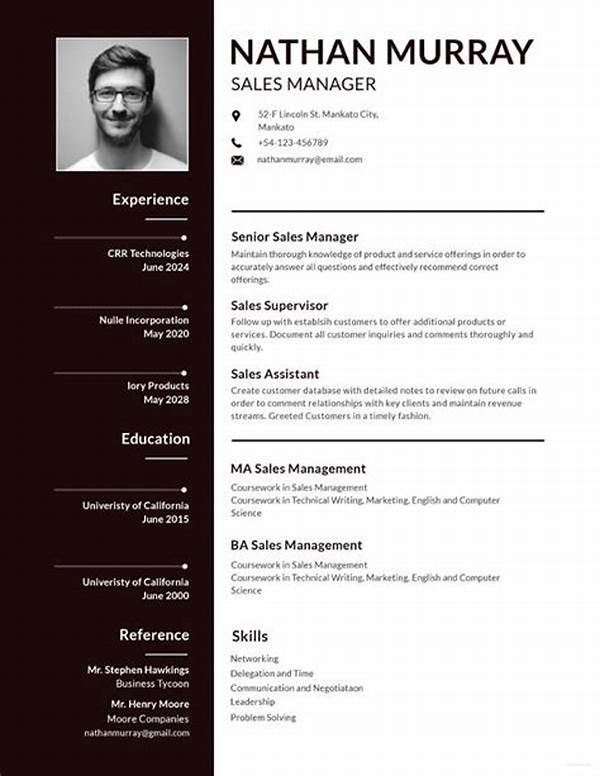 NATHAN MURRAY
SALES MANAGER
52-F Lincoln St. Mankato City,
Mankato
+54-123-456789
nathanmurray@email.com
Experience
CRR Technologies
June 2024
Senior Sales Manager
Maintain thorough knowledge of product and service offerings in order to
accurately answer all questions and effectively recommend correct
offerings.
Nulle Incorporation
May 2020
Sales Supervisor
Follow up with establsih customers to offer additional products or
services. Document all customer inquiries and comments thoroughly and
quickly.
Iory Products
May 2028
Sales Assistant
Create customer database with detailed notes to review on future calls in
order to comment relationships with key clients and maintain revenue
streams. Greeted Customers in a timely fashion.
Education
Univeristy of California
June 2015
MA Sales Management
Coursework in Sales Management
Coursework in Technical Writing, Marketing, English and Computer
Science
Univeristy of California
June 2000
BA Sales Management
Coursework in Sales Management
Coursework in Technical Writing, Marketing, English and Computer
Science
Reference
Mr. Stephen Hawkings
Business Tycoon
Mr. Henry Moore
Moore Companies
nathanmurray@gmail.com
Skills
Networking
Delegation and Time
Communication and Negotiataon
Leadership
Problem Solving